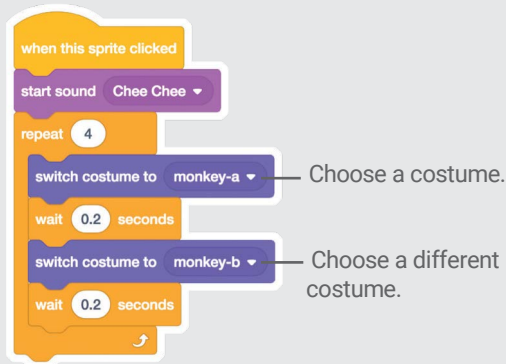 when this sprite clicked
start sound Chee Chee
repeat 4
switch costume to monkey-a
Choose a costume.
wait 0.2 seconds
switch costume to monkey-b
Choose a different
costume.
wait 0.2 seconds